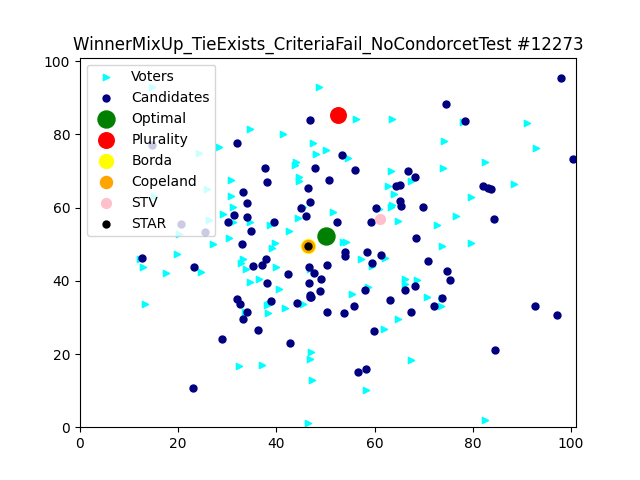 WinnerMixUp_TieExists_CriteriaFail_NoCondorcetTest #12273
Voters
Candidates
Optimal
Plurality
Borda
Copeland
STV
STAR
100
80
60
40
20
0
0 20 40 60 80 100